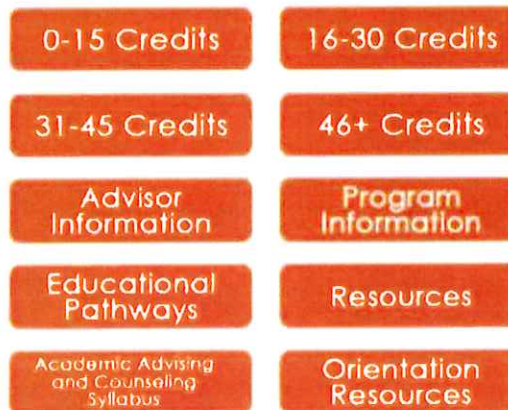 0-15 Credits
16-30 Credits
31-45 Credits
46+ Credits
Advisor
Information
Program
Information
Educational
Pathways
Resources
Academic Advising
and Counseling
Syllabus
Orientation
Resources